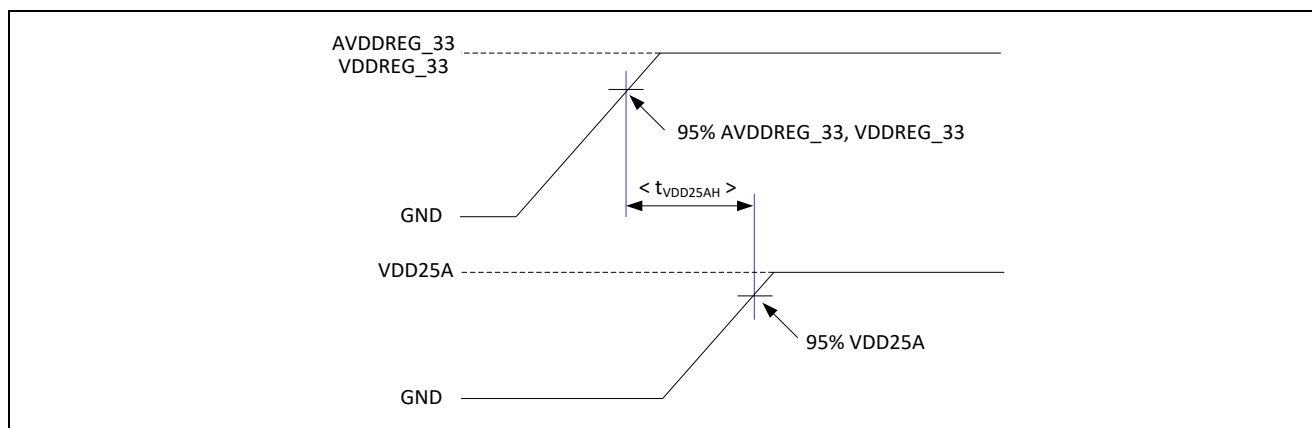 AVDDREG_33
VDDREG_33
95% AVDDREG_33, VDDREG_33
< tVDD25AH >
GND
VDD25A
95% VDD25A
GND